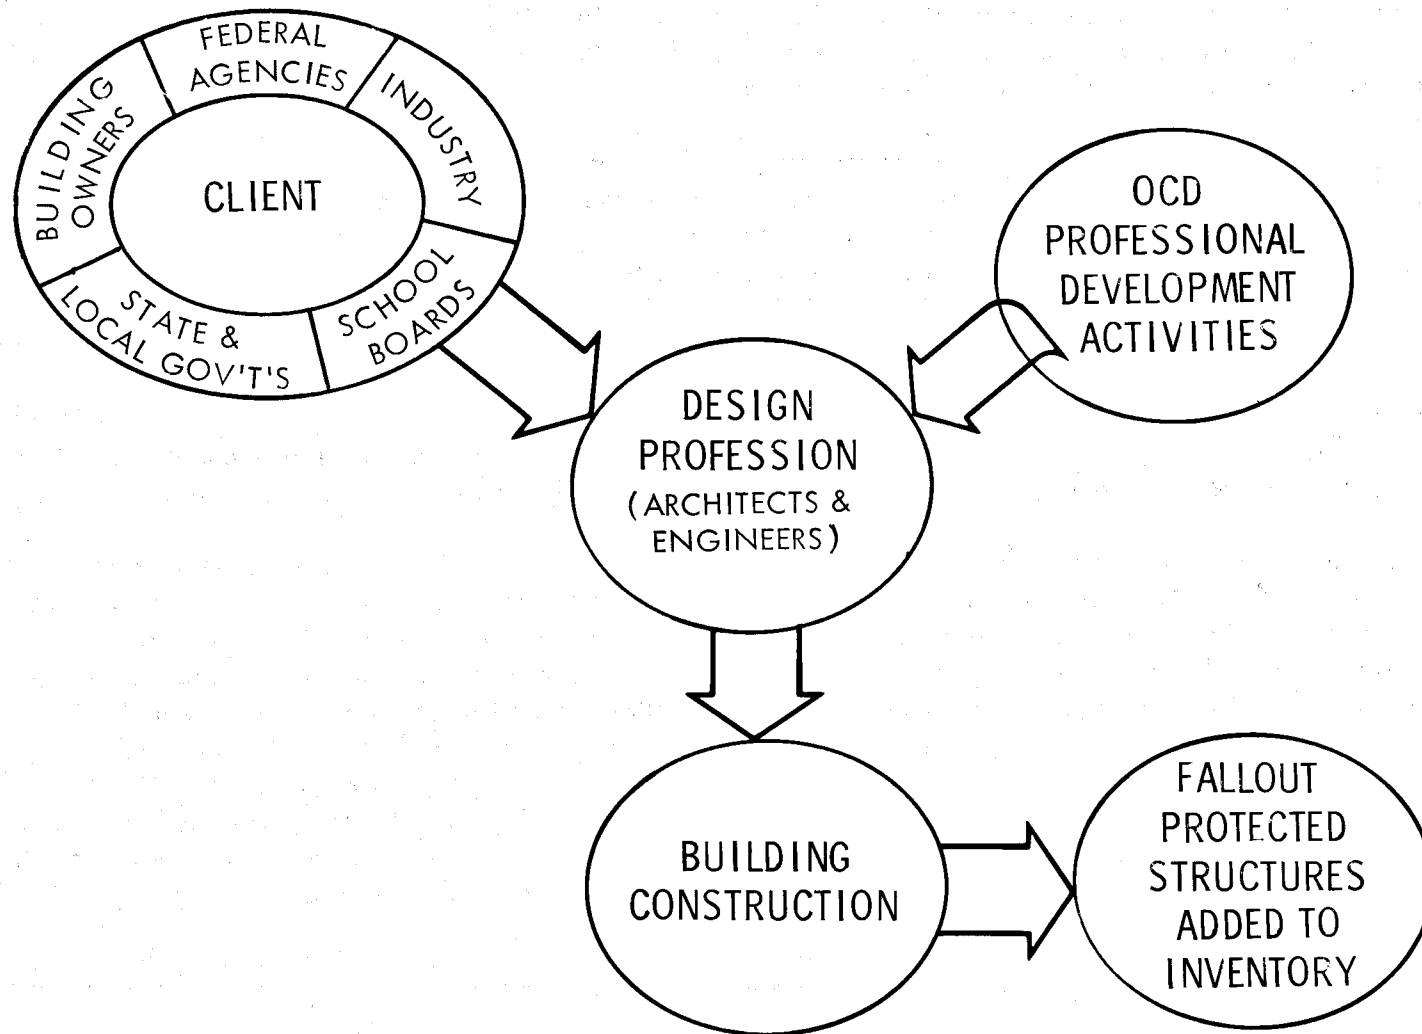 FEDERAL
AGENCIES
INDUSTRY
BUILDING
OWNERS
CLIENT
STATE &
LOCAL GOV'T'S
SCHOOL
BOARDS
OCD
PROFESSIONAL
DEVELOPMENT
ACTIVITIES
DESIGN
PROFESSION
(ARCHITECTS &
ENGINEERS)
BUILDING
CONSTRUCTION
FALLOUT
PROTECTED
STRUCTURES
ADDED TO
INVENTORY